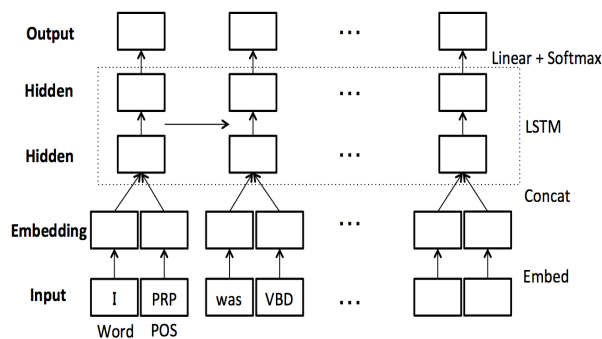 Output ...
Linear + Softmax
Hidden ...
LSTM
Hidden ...
Concat
Embedding ...
Embed
Input I PRP was VBD ...
Word POS